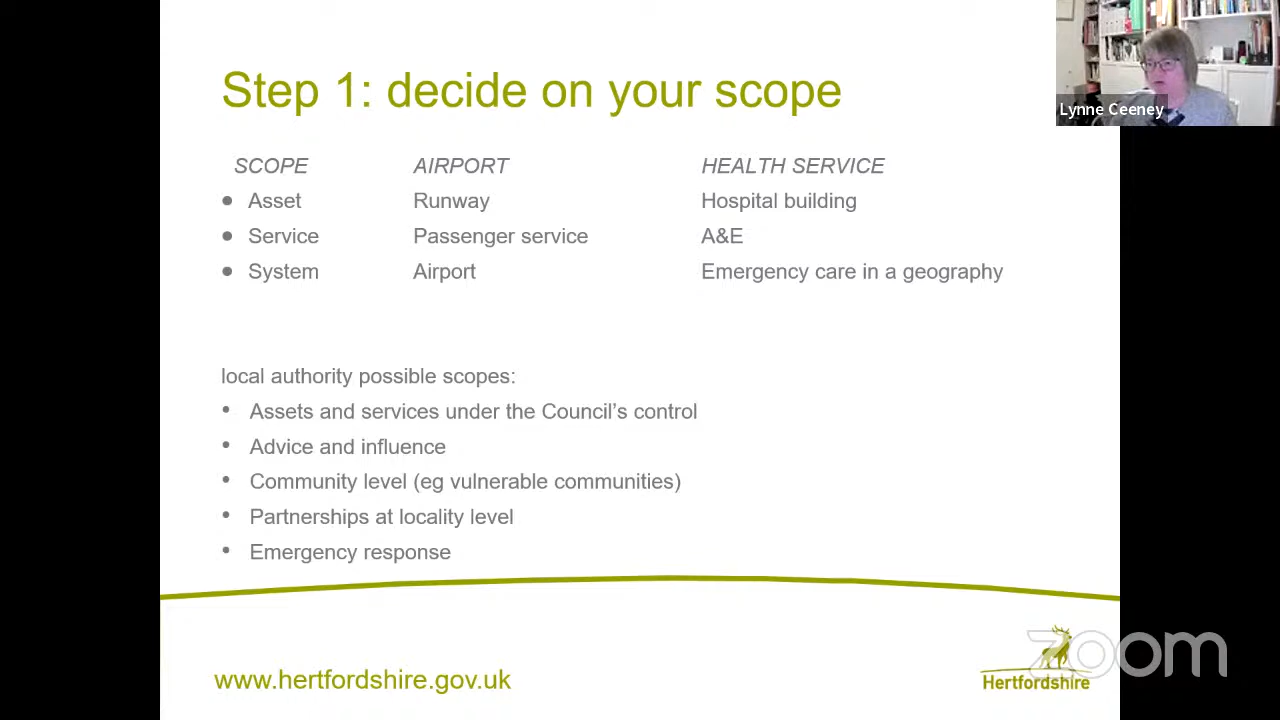 Step 1: decide on your scope
Lynne Ceeney
SCOPE AIRPORT HEALTH SERVICE
• Asset Runway Hospital building
• Service Passenger service A&E
• System Airport Emergency care in a geography
local authority possible scopes:
• Assets and services under the Council's control
• Advice and influence
• Community level (eg vulnerable communities)
• Partnerships at locality level
• Emergency response
www.hertfordshire.gov.uk
zoom
Hertfordshire